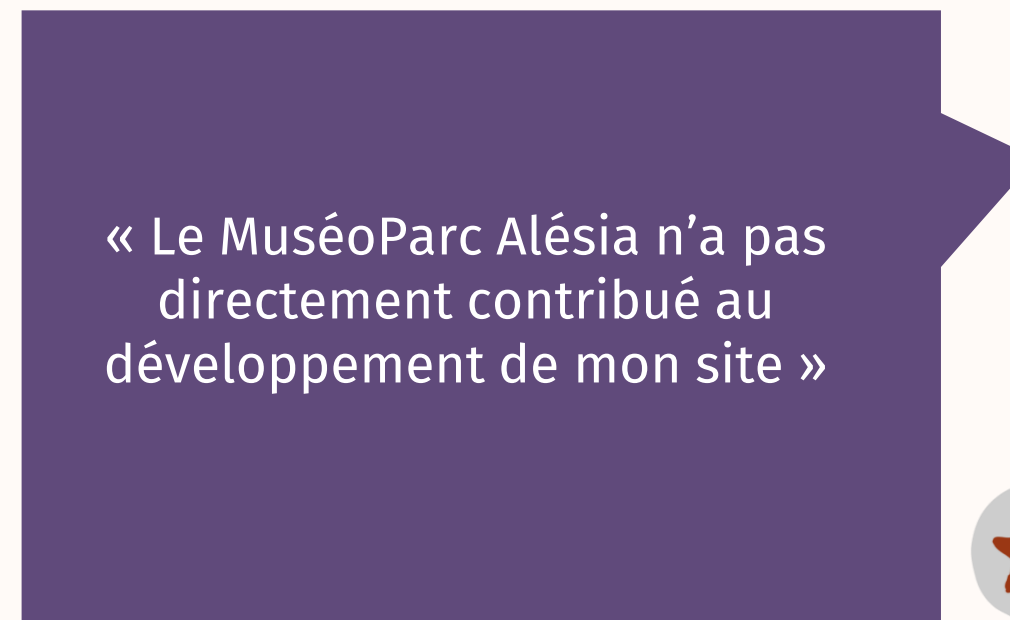 « Le MuséoParc Alésia n’a pas
directement contribué au
développement de mon site »